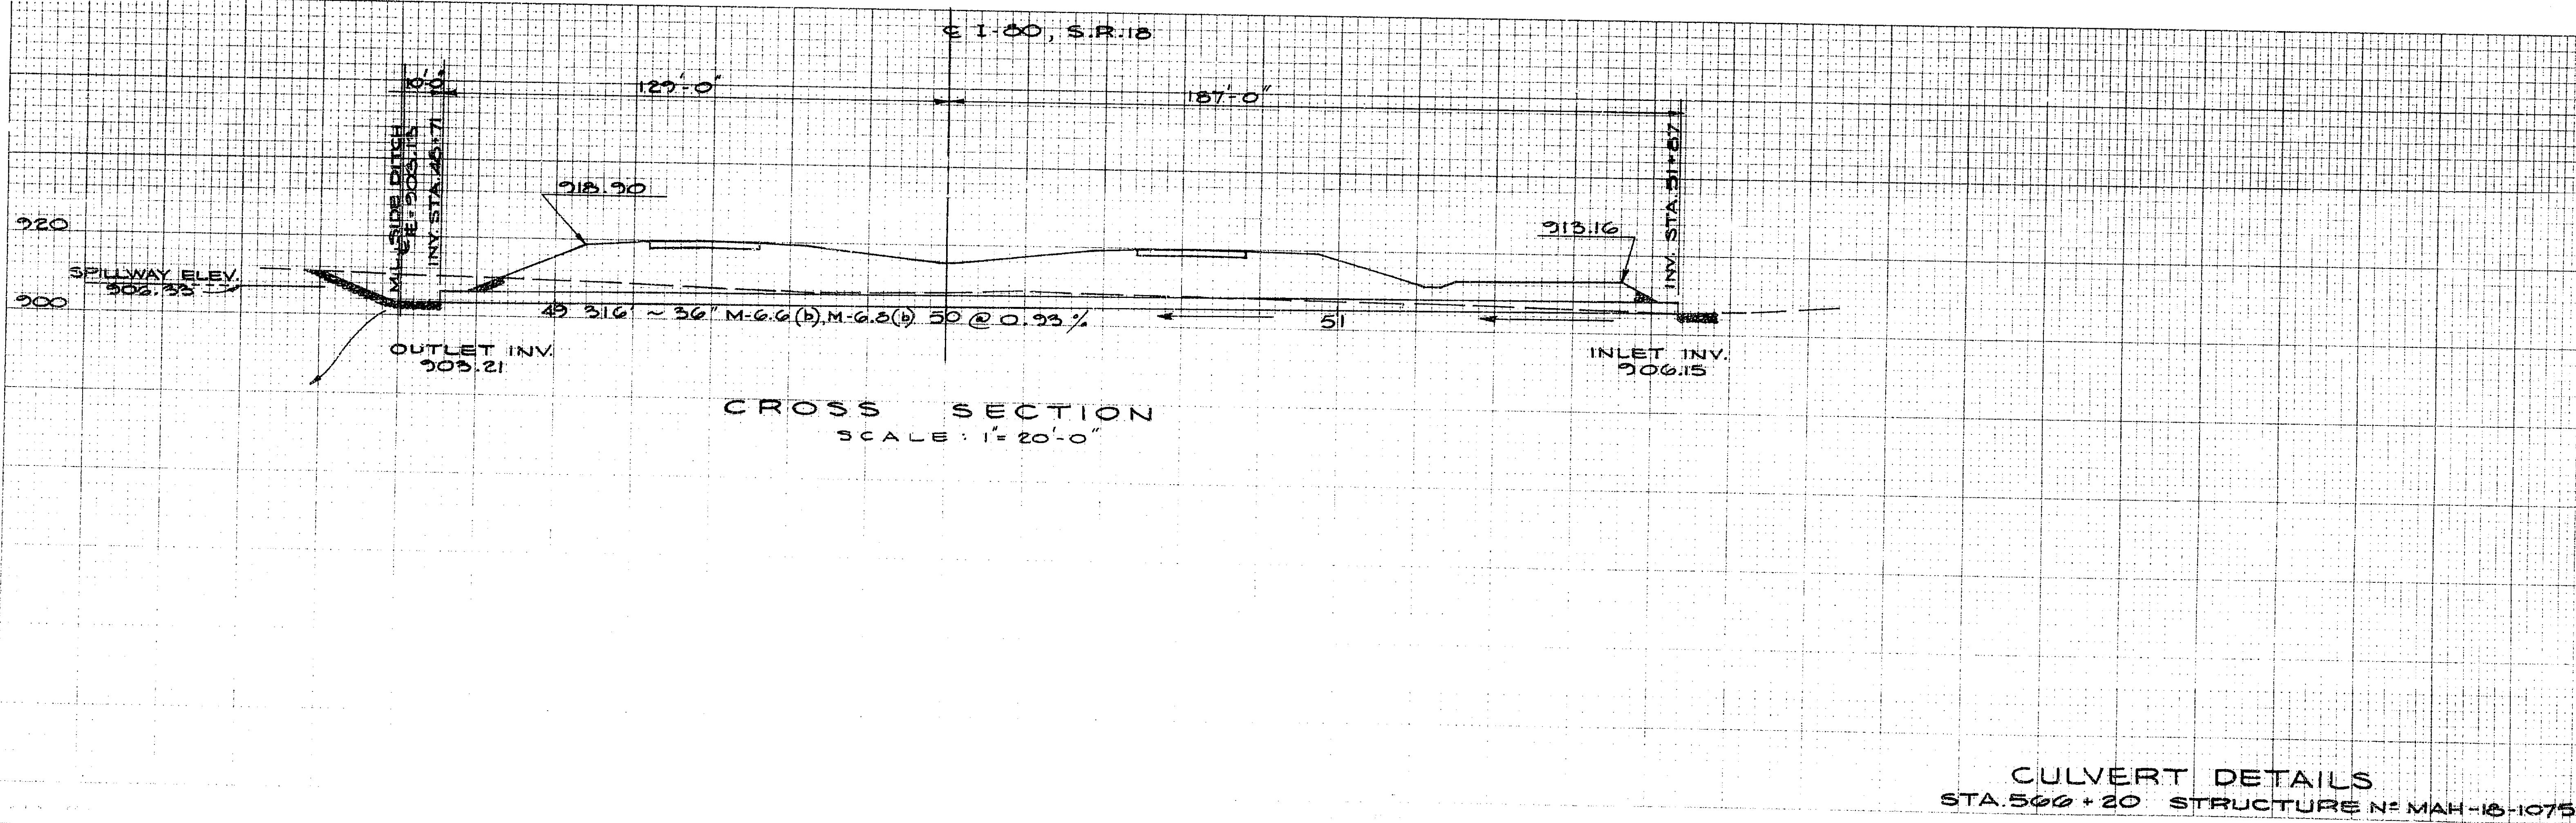 ℄ I-80, S.R. 18
10'-0"
129'-0"
187'-0"
SIDE DITCH
INV. STA. 48+71
INV. STA. 51+87
918.90
913.16
920
SPILLWAY ELEV.
906.33
900
49 316' ~ 36" M-6.6(b), M-6.8(b) 50 @ 0.93%
51
OUTLET INV.
903.21
INLET INV.
906.15
CROSS SECTION
SCALE: 1"= 20'-0"
CULVERT DETAILS
STA. 566+20 STRUCTURE Nº MAH-18-1075